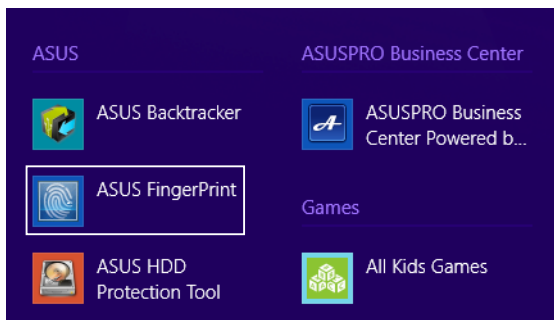 ASUS
ASUS Backtracker
ASUS FingerPrint
ASUS HDD
Protection Tool
ASUSPRO Business Center
ASUSPRO Business
Center Powered b...
Games
All Kids Games